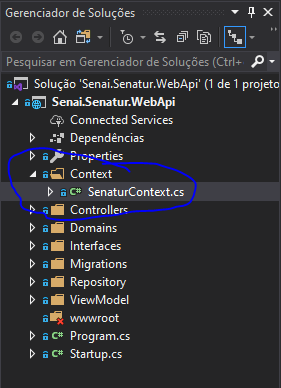 Gerenciador de Soluções
Pesquisar em Gerenciador de Soluções (Ctrl+
Solução 'Senai.Senatur.WebApi' (1 de 1 projeto
Senai.Senatur.WebApi
Connected Services
Dependências
Properties
Context
C# SenaturContext.cs
Controllers
Domains
Interfaces
Migrations
Repository
ViewModel
wwwroot
C# Program.cs
C# Startup.cs